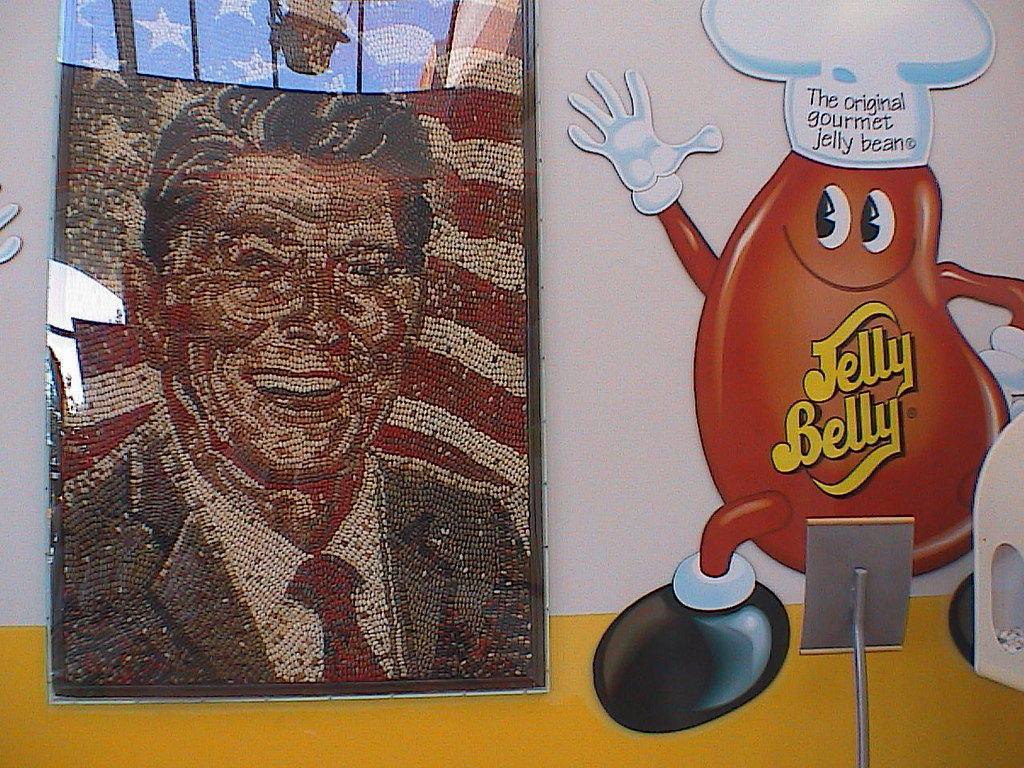 The original
gourmet
jelly bean©
Jelly
Belly®